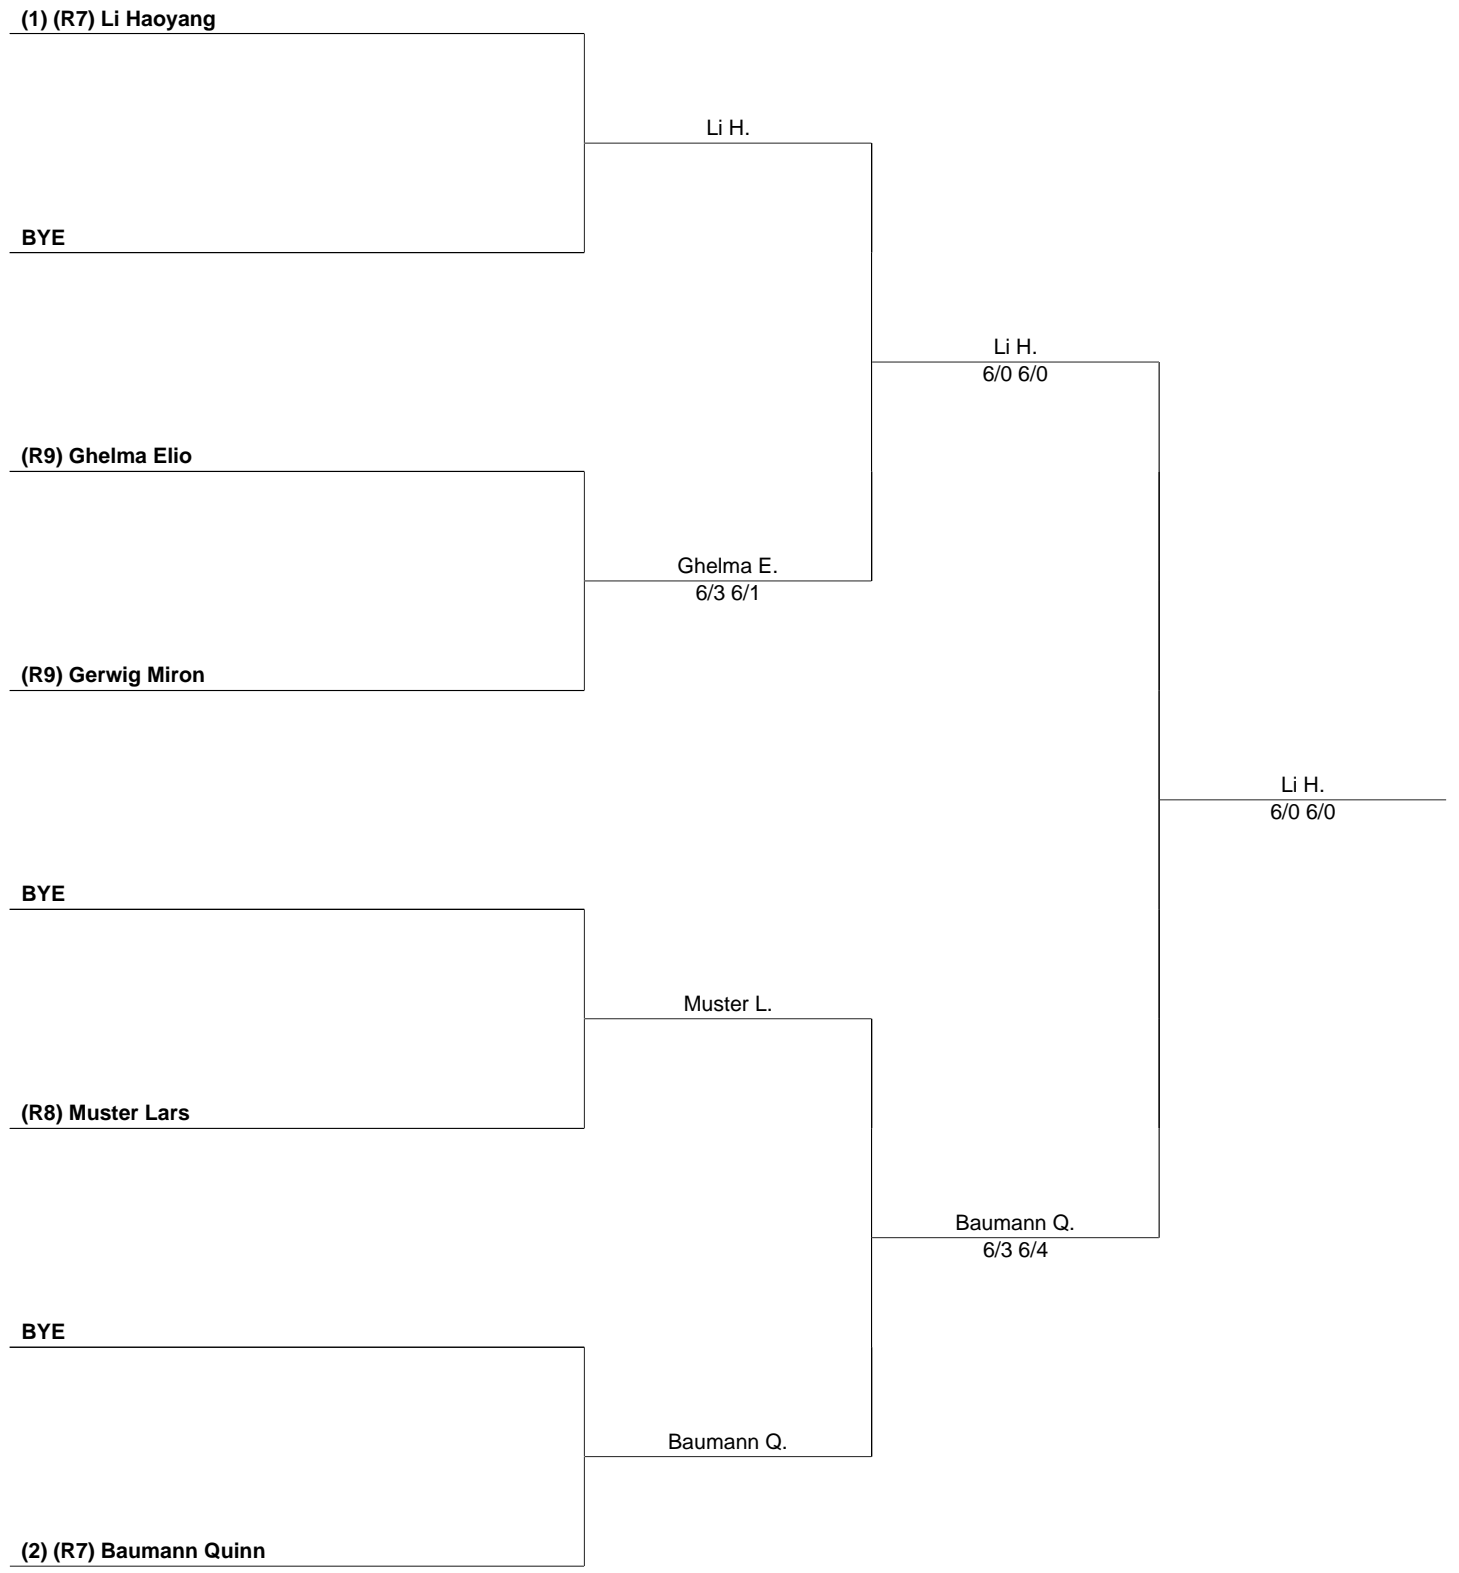 (1) (R7) Li Haoyang
Li H.
BYE
Li H.
6/0 6/0
(R9) Ghelma Elio
Ghelma E.
6/3 6/1
(R9) Gerwig Miron
Li H.
6/0 6/0
BYE
Muster L.
(R8) Muster Lars
Baumann Q.
6/3 6/4
BYE
Baumann Q.
(2) (R7) Baumann Quinn